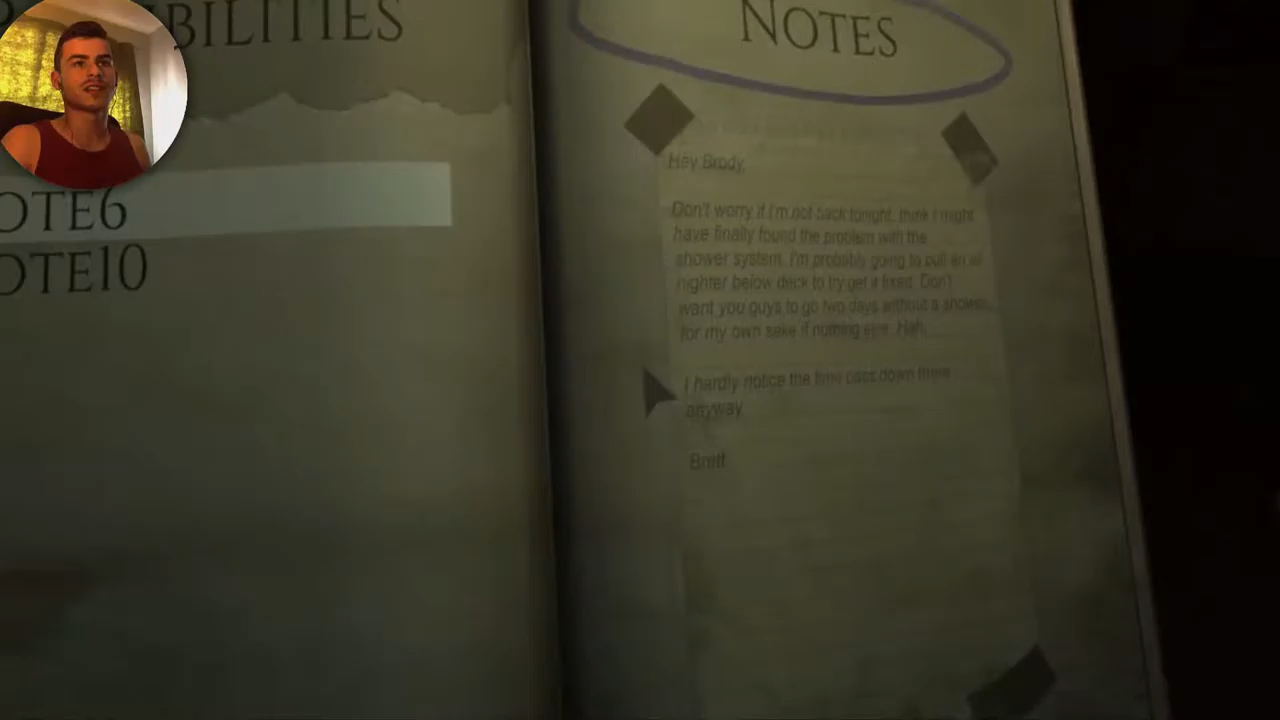 BILITIES
NOTES
OTE6
OTE10
Hey Brody,
Don't worry if I'm not back tonight, think I might
have finally found the problem with the
shower system. I'm probably going to pull an all
nighter below deck to try get it fixed. Don't
want you guys to go two days without a shower
for my own sake if nothing else. Hah.
I hardly notice the time pass down there
anyway